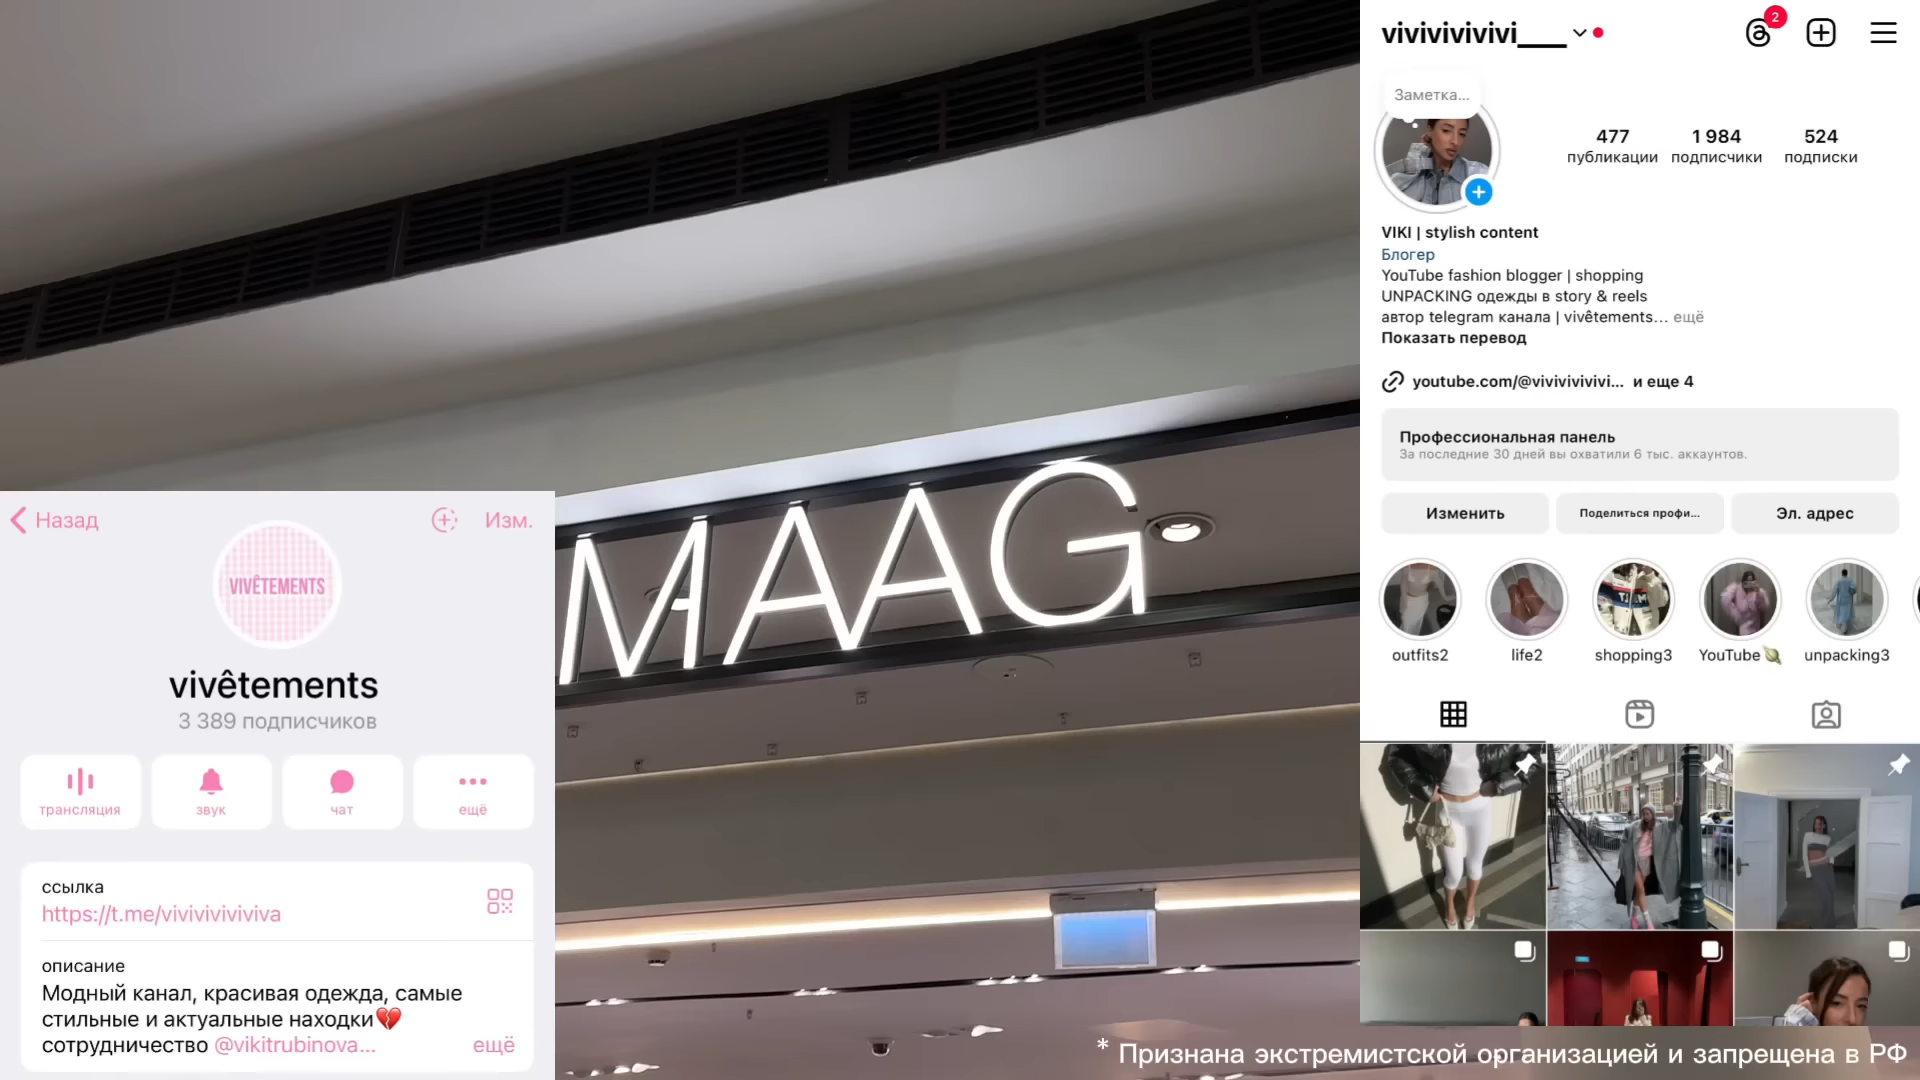 vivivivivivi____
2
Заметка...
477
публикации
1 984
подписчики
524
подписки
VIKI | stylish content
Блогер
YouTube fashion blogger | shopping
UNPACKING одежды в story & reels
автор telegram канала | vivêtements... ещё
Показать перевод
youtube.com/@vivivivivivi... и еще 4
Профессиональная панель
За последние 30 дней вы охватили 6 тыс. аккаунтов.
Изменить
Поделиться профи...
Эл. адрес
outfits2
life2
shopping3
YouTube🪐
unpacking3
MAAG
Назад
Изм.
VIVÊTEMENTS
vivêtements
3 389 подписчиков
трансляция
звук
чат
ещё
ссылка
https://t.me/viviviviviviva
описание
Модный канал, красивая одежда, самые
стильные и актуальные находки💔
сотрудничество @vikitrubinova...
ещё
* Признана экстремистской организацией и запрещена в РФ